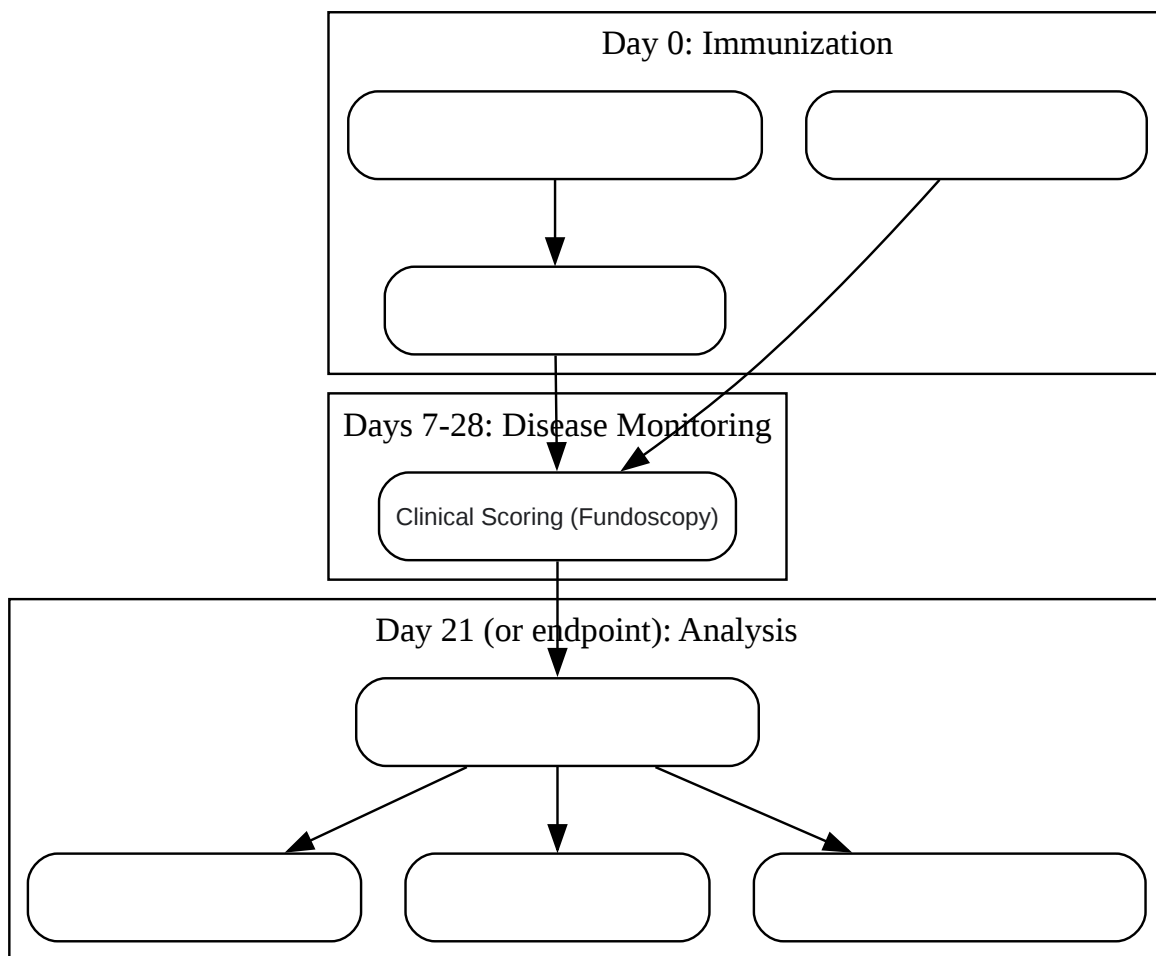 Day 0: Immunization
Days 7-28: Disease Monitoring
Clinical Scoring (Fundoscopy)
Day 21 (or endpoint): Analysis